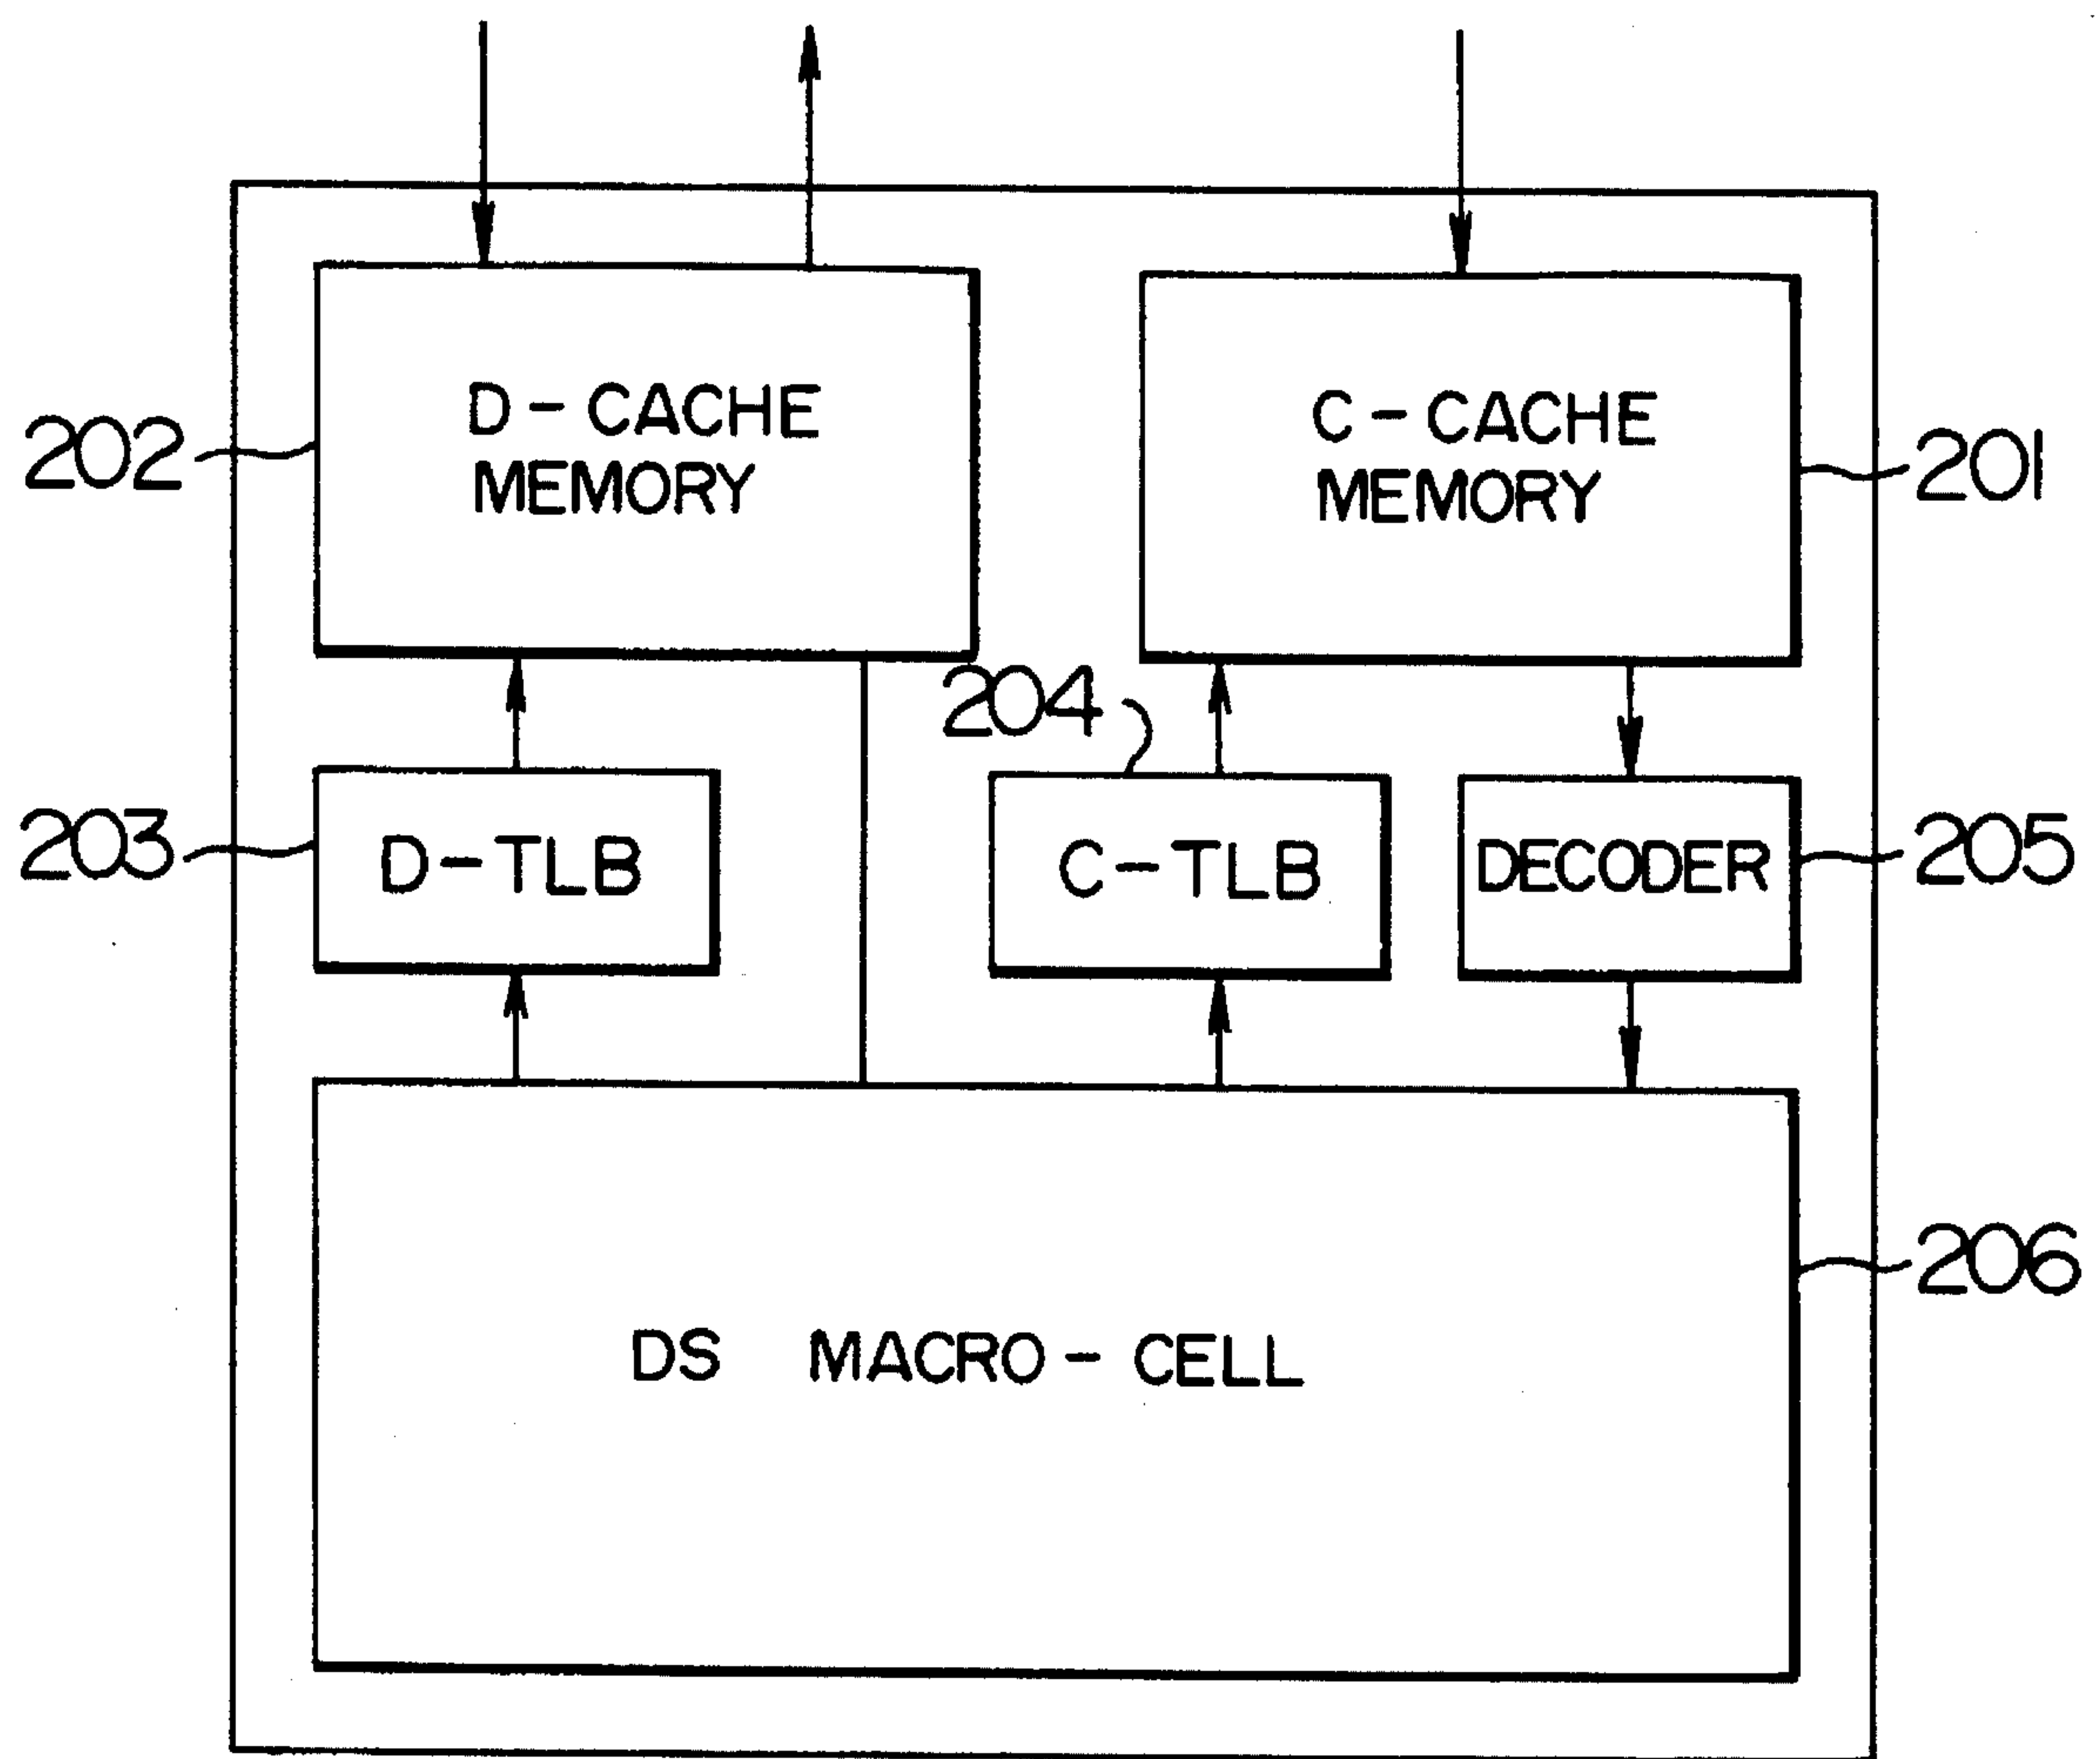 D-CACHE
MEMORY
C-CACHE
MEMORY
202
201
204
203
D-TLB
C-TLB
DECODER
205
206
DS MACRO-CELL